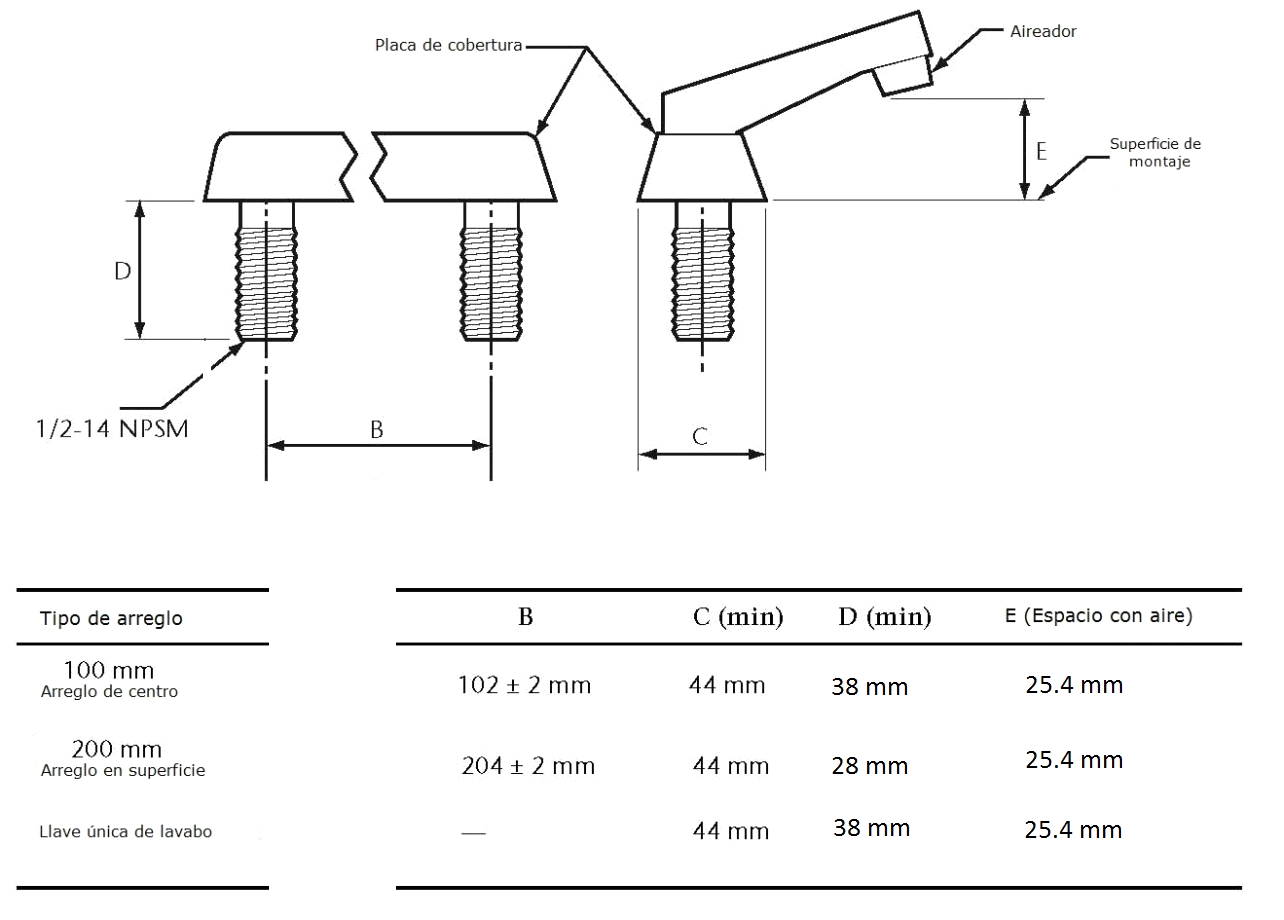 Placa de cobertura
Aireador
E
Superficie de
montaje
D
1/2-14 NPSM
B
C
Tipo de arreglo B C (min) D (min) E (Espacio con aire)
100 mm
Arreglo de centro
102 ± 2 mm 44 mm 38 mm 25.4 mm
200 mm
Arreglo en superficie
204 ± 2 mm 44 mm 28 mm 25.4 mm
Llave única de lavabo — 44 mm 38 mm 25.4 mm